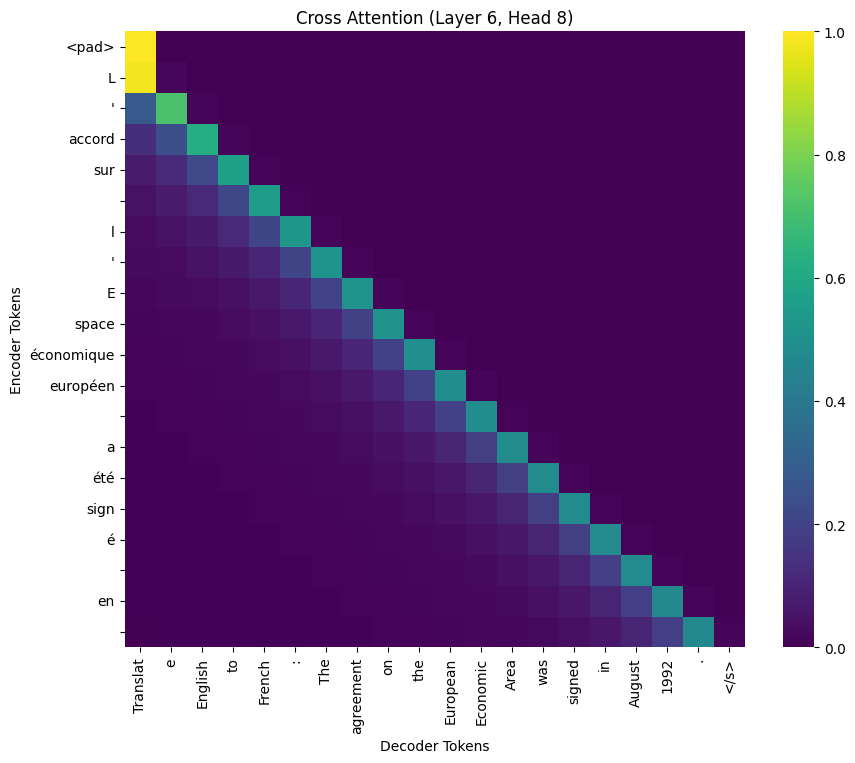 Cross Attention (Layer 6, Head 8)
<pad>
L
'
accord
sur
l
'
E
space
économique
européen
a
été
sign
é
en
Encoder Tokens
Translat
e
English
to
French
:
The
agreement
on
the
European
Economic
Area
was
signed
in
August
1992
.
</s>
Decoder Tokens
1.0
0.8
0.6
0.4
0.2
0.0